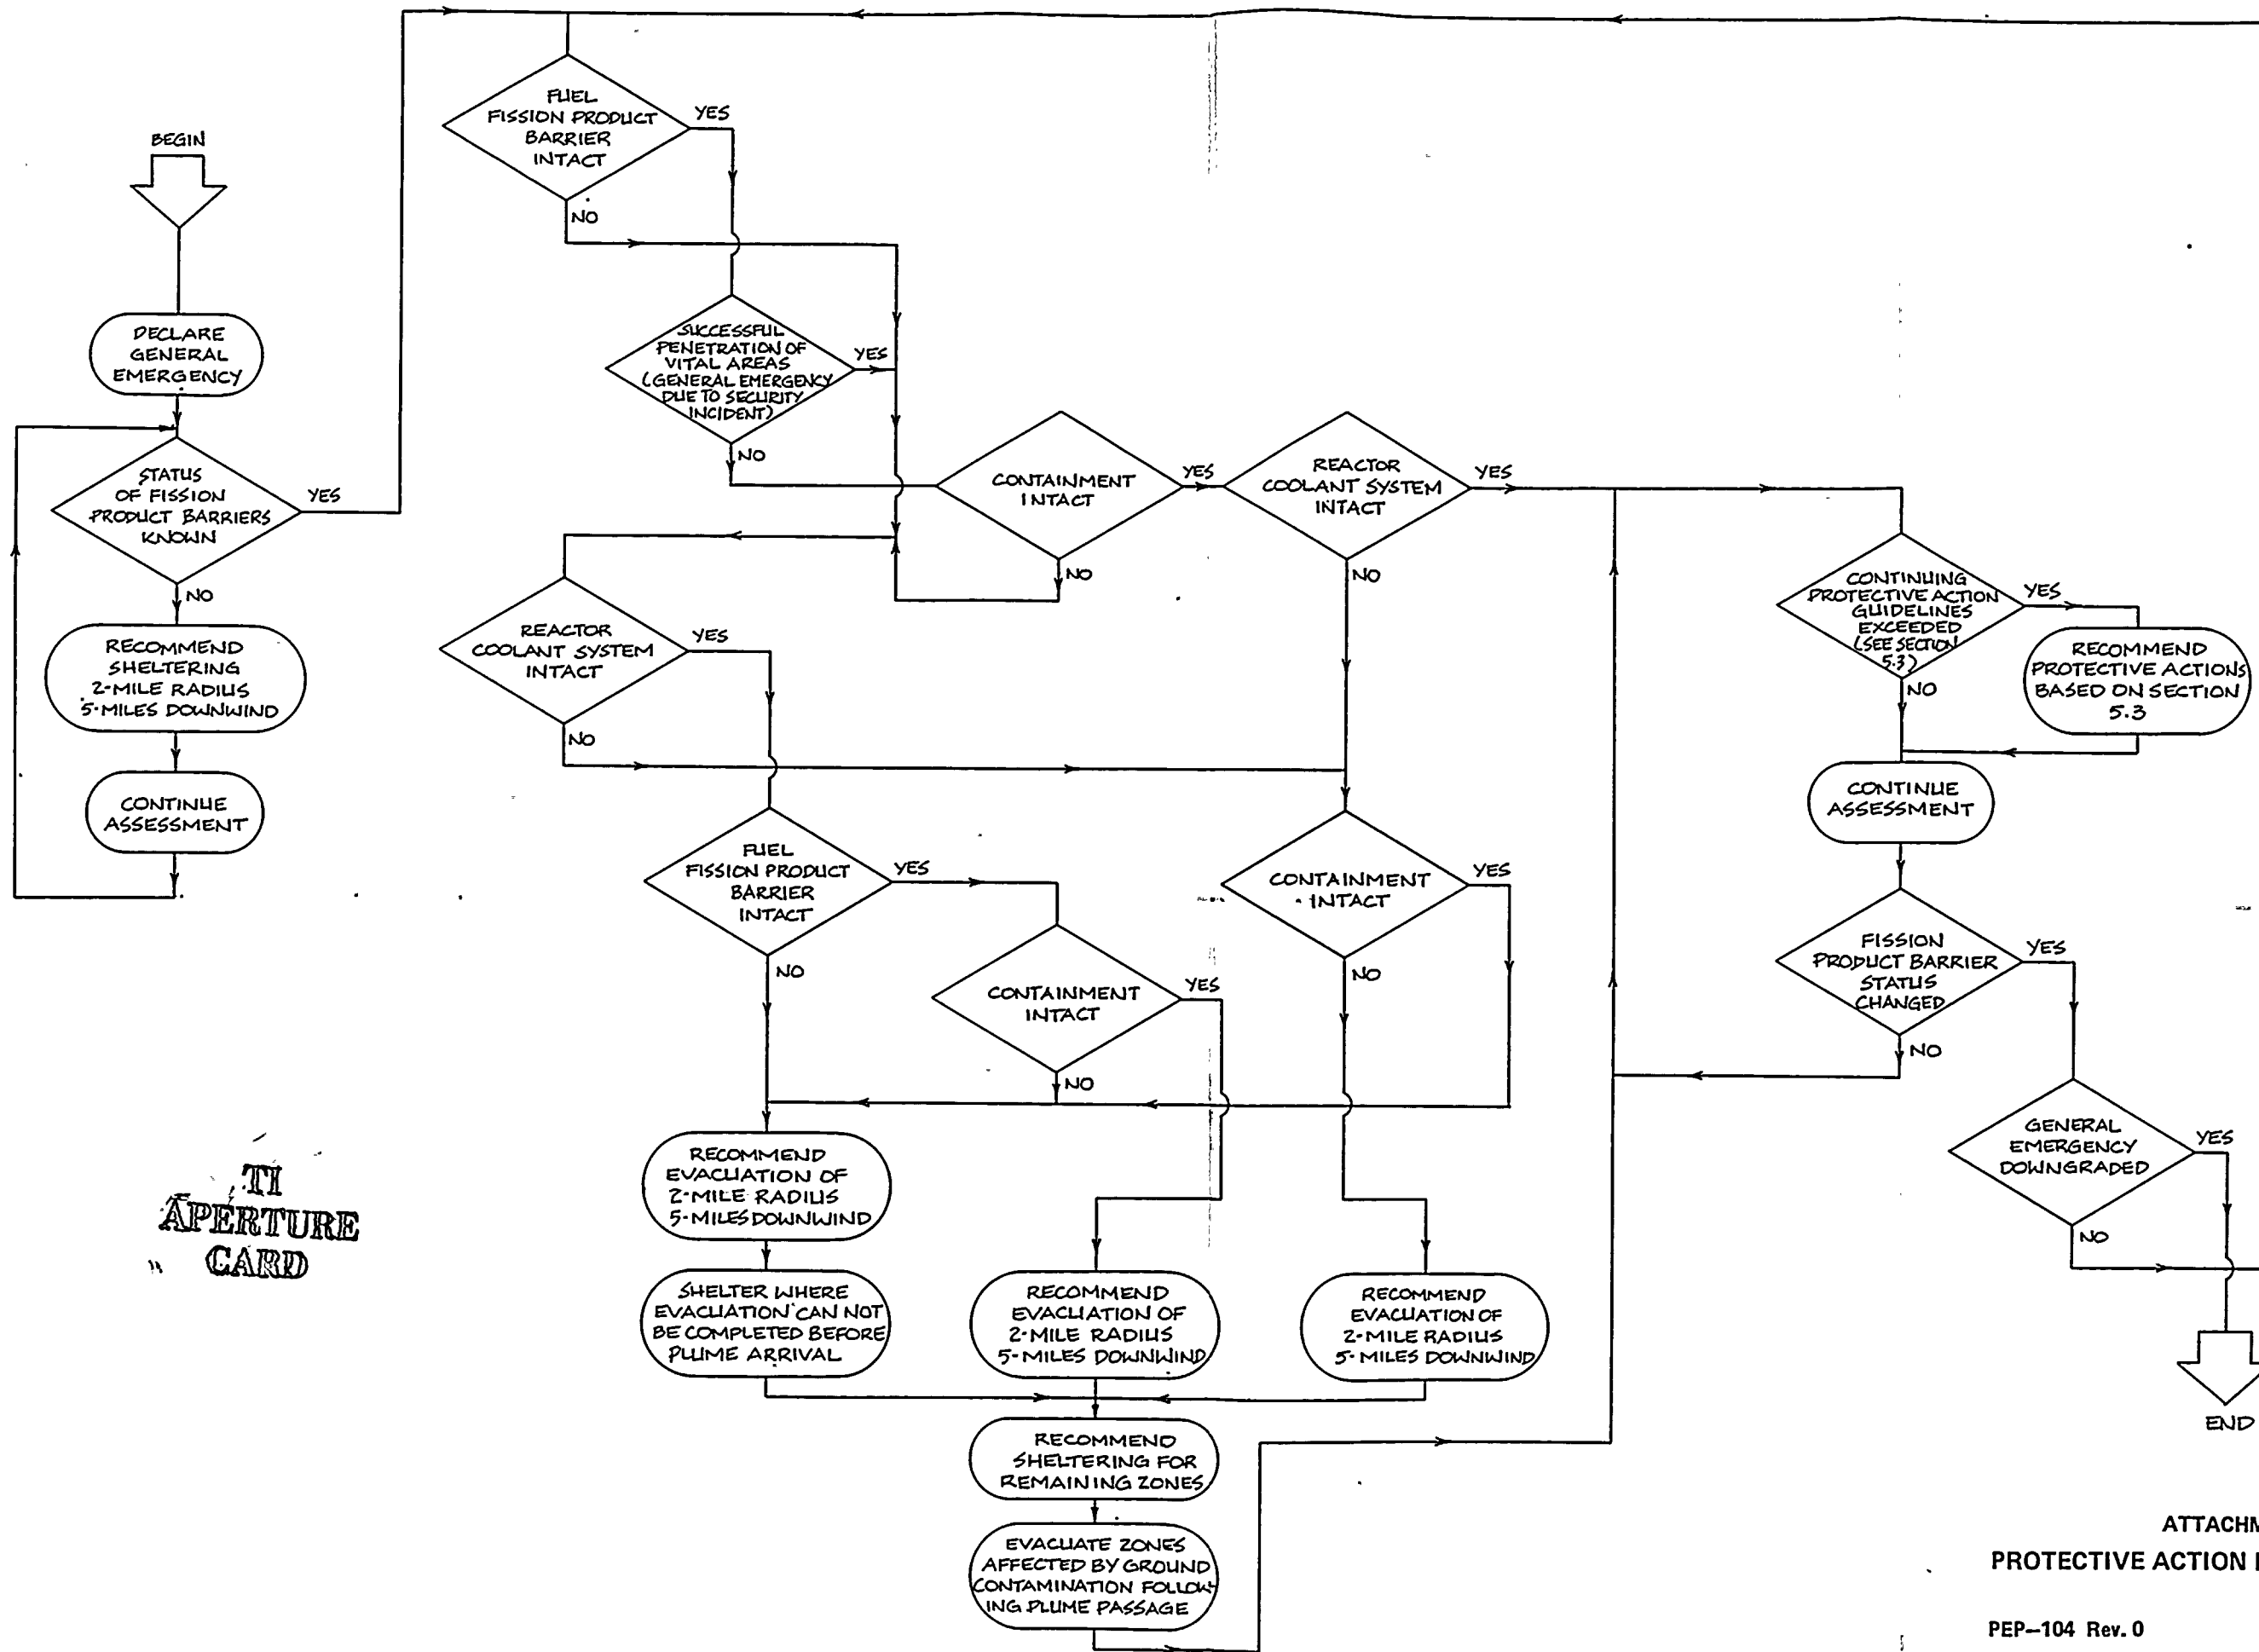 BEGIN
DECLARE
GENERAL
EMERGENCY
STATUS
OF FISSION
PRODUCT BARRIERS
KNOWN
YES
NO
RECOMMEND
SHELTERING
2-MILE RADIUS
5-MILES DOWNWIND
CONTINUE
ASSESSMENT
FUEL
FISSION PRODUCT
BARRIER
INTACT
YES
NO
SUCCESSFUL
PENETRATION OF
VITAL AREAS
(GENERAL EMERGENCY
DUE TO SECURITY
INCIDENT)
YES
NO
CONTAINMENT
INTACT
YES
NO
REACTOR
COOLANT SYSTEM
INTACT
YES
NO
REACTOR
COOLANT SYSTEM
INTACT
YES
NO
FUEL
FISSION PRODUCT
BARRIER
INTACT
YES
NO
CONTAINMENT
INTACT
YES
NO
CONTAINMENT
INTACT
YES
NO
RECOMMEND
EVACUATION OF
2-MILE RADIUS
5-MILES DOWNWIND
SHELTER WHERE
EVACUATION CAN NOT
BE COMPLETED BEFORE
PLUME ARRIVAL
RECOMMEND
EVACUATION OF
2-MILE RADIUS
5-MILES DOWNWIND
RECOMMEND
EVACUATION OF
2-MILE RADIUS
5-MILES DOWNWIND
RECOMMEND
SHELTERING FOR
REMAINING ZONES
EVACUATE ZONES
AFFECTED BY GROUND
CONTAMINATION FOLLOW-
ING PLUME PASSAGE
CONTINUING
PROTECTIVE ACTION
GUIDELINES
EXCEEDED
(SEE SECTION
5.3)
YES
NO
RECOMMEND
PROTECTIVE ACTIONS
BASED ON SECTION
5.3
CONTINUE
ASSESSMENT
FISSION
PRODUCT BARRIER
STATUS
CHANGED
YES
NO
GENERAL
EMERGENCY
DOWNGRADED
YES
NO
END
TI
APERTURE
CARD
ATTACHM
PROTECTIVE ACTION
PEP-104 Rev. 0